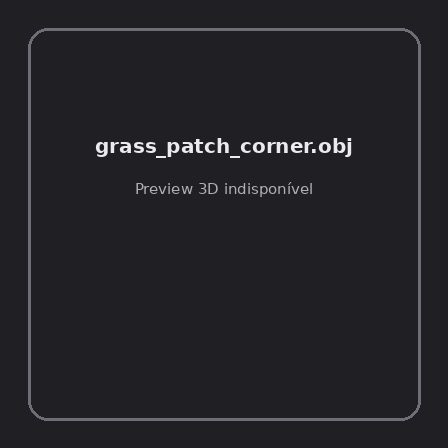 grass_patch_corner.obj
Preview 3D indisponível